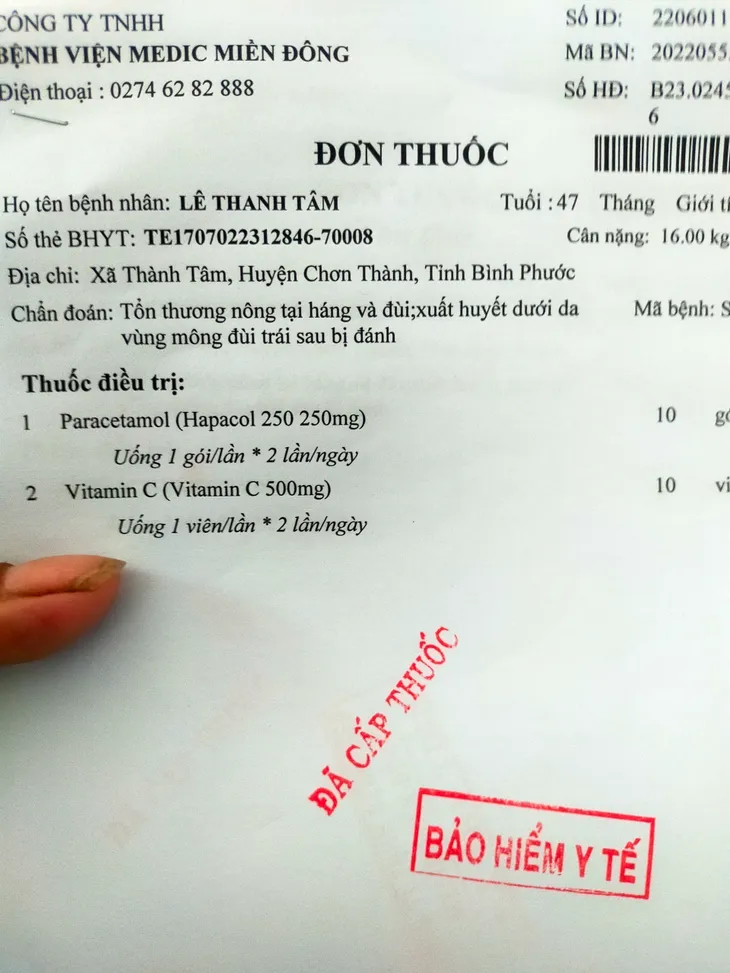 CÔNG TY TNHH
BỆNH VIỆN MEDIC MIỀN ĐÔNG
Điện thoại : 0274 62 82 888
Số ID: 2206011
Mã BN: 2022055
Số HĐ: B23.0245
6
ĐƠN THUỐC
Họ tên bệnh nhân: LÊ THANH TÂM Tuổi : 47 Tháng Giới
Số thẻ BHYT: TE1707022312846-70008 Cân nặng: 16.00 kg
Địa chỉ: Xã Thành Tâm, Huyện Chơn Thành, Tỉnh Bình Phước
Chẩn đoán: Tổn thương nông tại háng và đùi;xuất huyết dưới da Mã bệnh: S
vùng mông đùi trái sau bị đánh
Thuốc điều trị:
1 Paracetamol (Hapacol 250 250mg) 10
Uống 1 gói/lần * 2 lần/ngày
2 Vitamin C (Vitamin C 500mg) 10
Uống 1 viên/lần * 2 lần/ngày
ĐÃ CẤP THUỐC
BẢO HIỂM Y TẾ